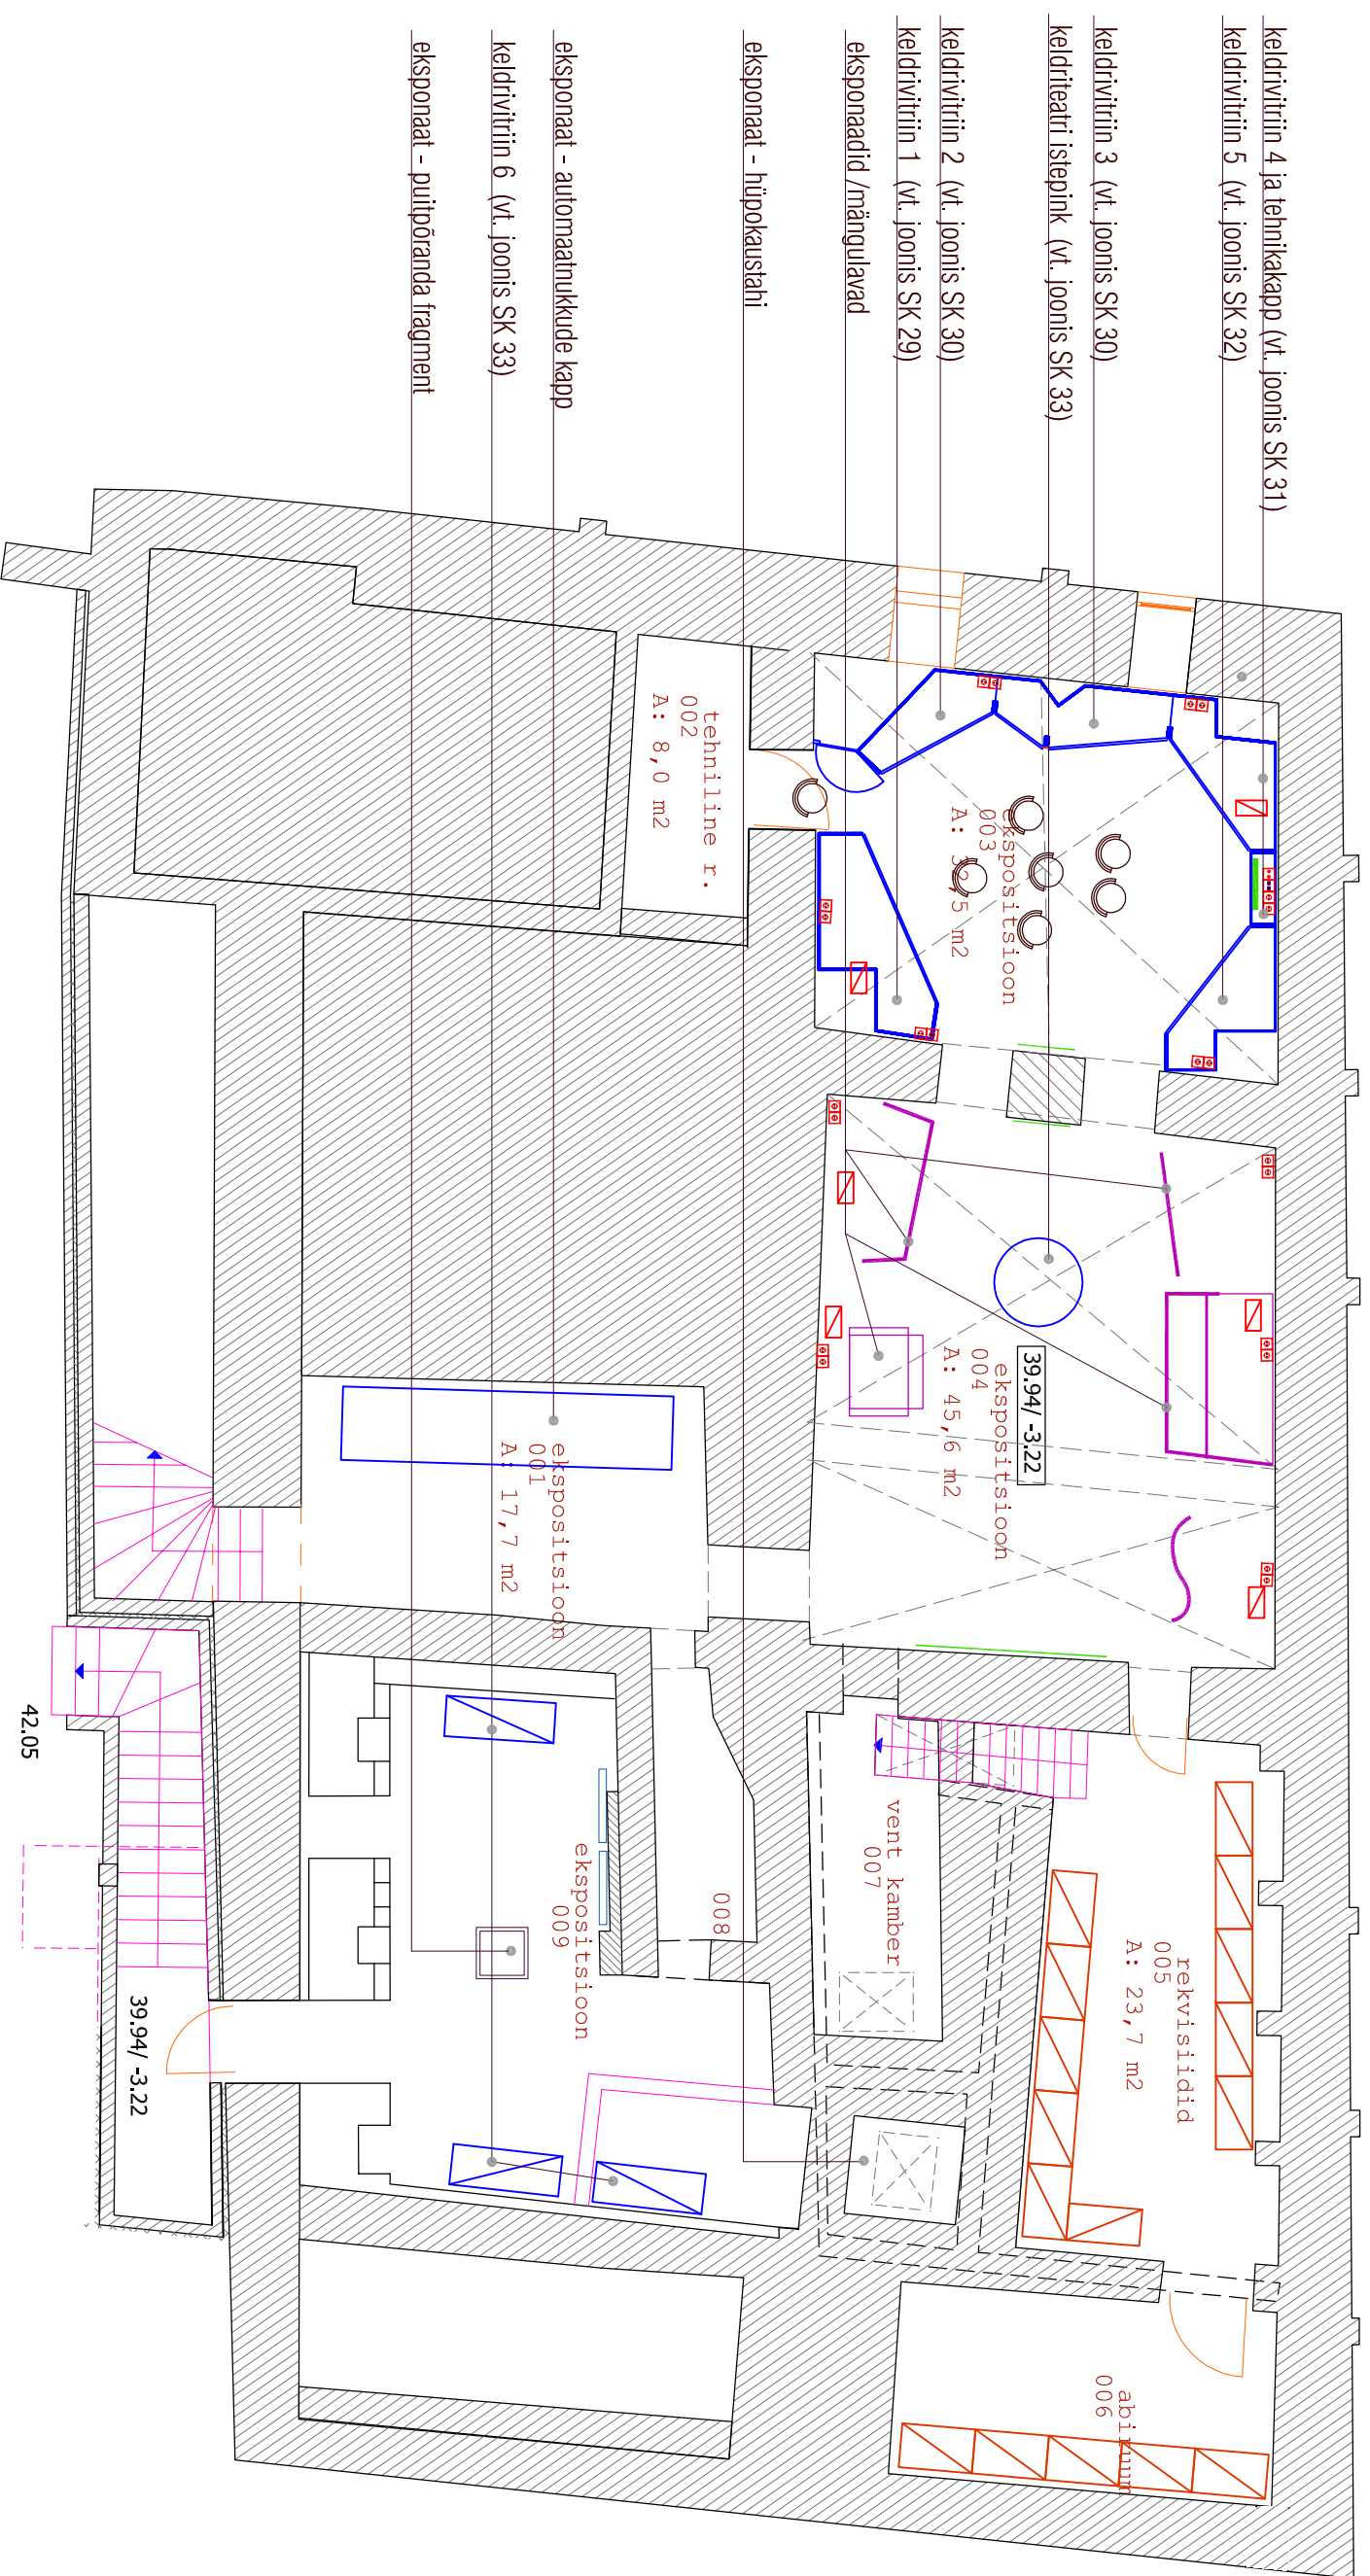 keldrivitriin 4 ja tehnikakapp (vt. joonis SK 31)
keldrivitriin 5  (vt. joonis SK 32)
keldrivitriin 3  (vt. joonis SK 30)
keldriteatri istepink  (vt. joonis SK 33)
keldrivitriin 2  (vt. joonis SK 30)
keldrivitriin 1  (vt. joonis SK 29)
eksponaadid /mängulavad
eksponaat - hüpokaustahi
eksponaat - automaatnukkude kapp
keldrivitriin 6  (vt. joonis SK 33)
eksponaat - puitpõranda fragment
tehniline r.
002
A: 8,0 m2
ekspositsioon
003
A: 32,5 m2
39.94/ -3.22
ekspositsioon
004
A: 45,6 m2
ekspositsioon
001
A: 17,7 m2
rekvisiidid
005
A: 23,7 m2
vent kamber
007
008
ekspositsioon
009
abiruum
006
42.05
39.94/ -3.22